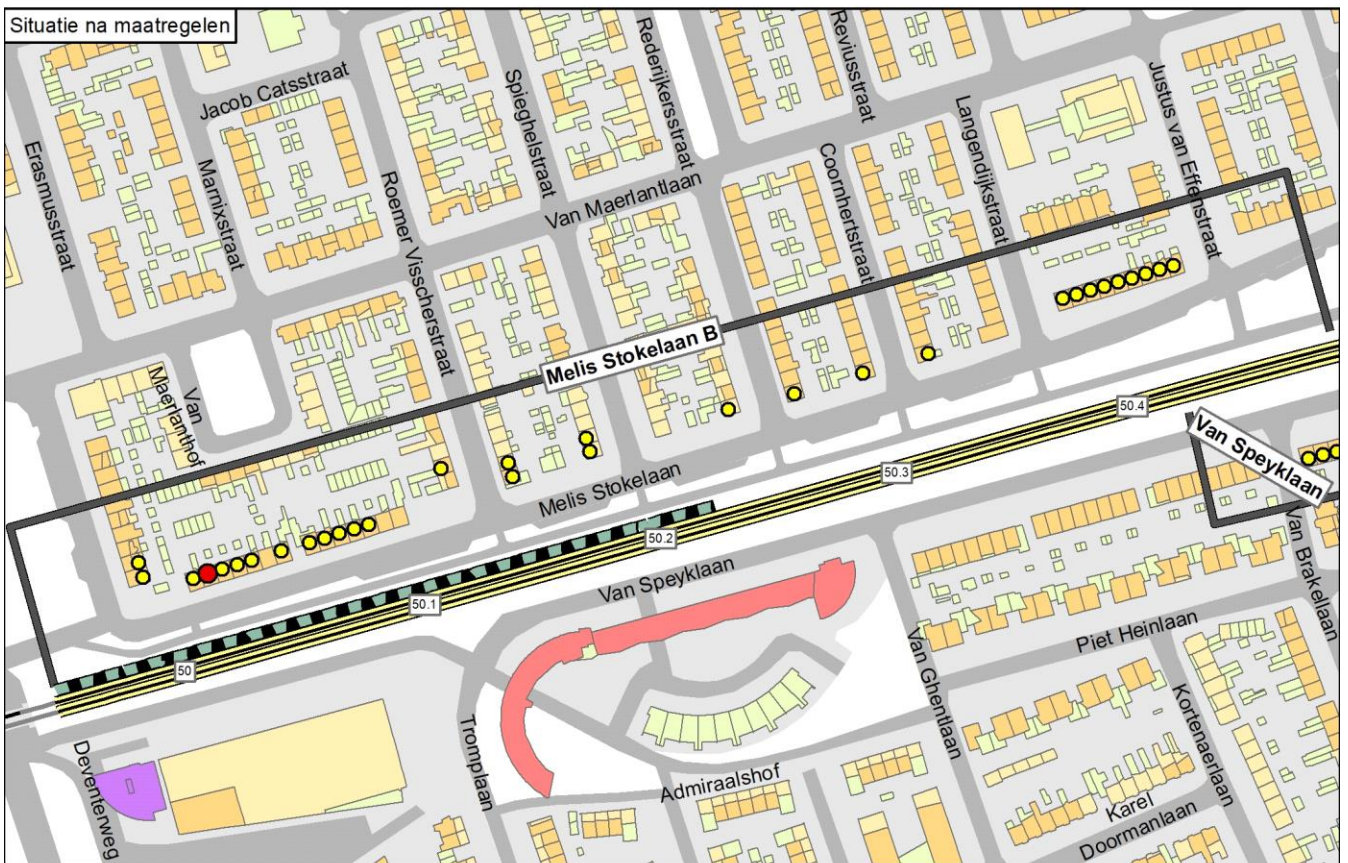 Situatie na maatregelen
Jacob Catsstraat
Erasmusstraat
Marnixstraat
Roemer Visscherstraat
Spieghelstraat
Rederijkersstraat
Reviusstraat
Van Maerlantlaan
Coornhertstraat
Langendijkstraat
Justus van Effenstraat
Van
Maerlanthof
Melis Stokelaan B
Melis Stokelaan
50.4
50.3
50.2
50.1
50
Van Speyklaan
Van Speyklaan
Van Brakellaan
Piet Heinlaan
Van Ghentlaan
Kortenaerlaan
Tromplaan
Deventerweg
Admiraalshof
Karel
Doormanlaan